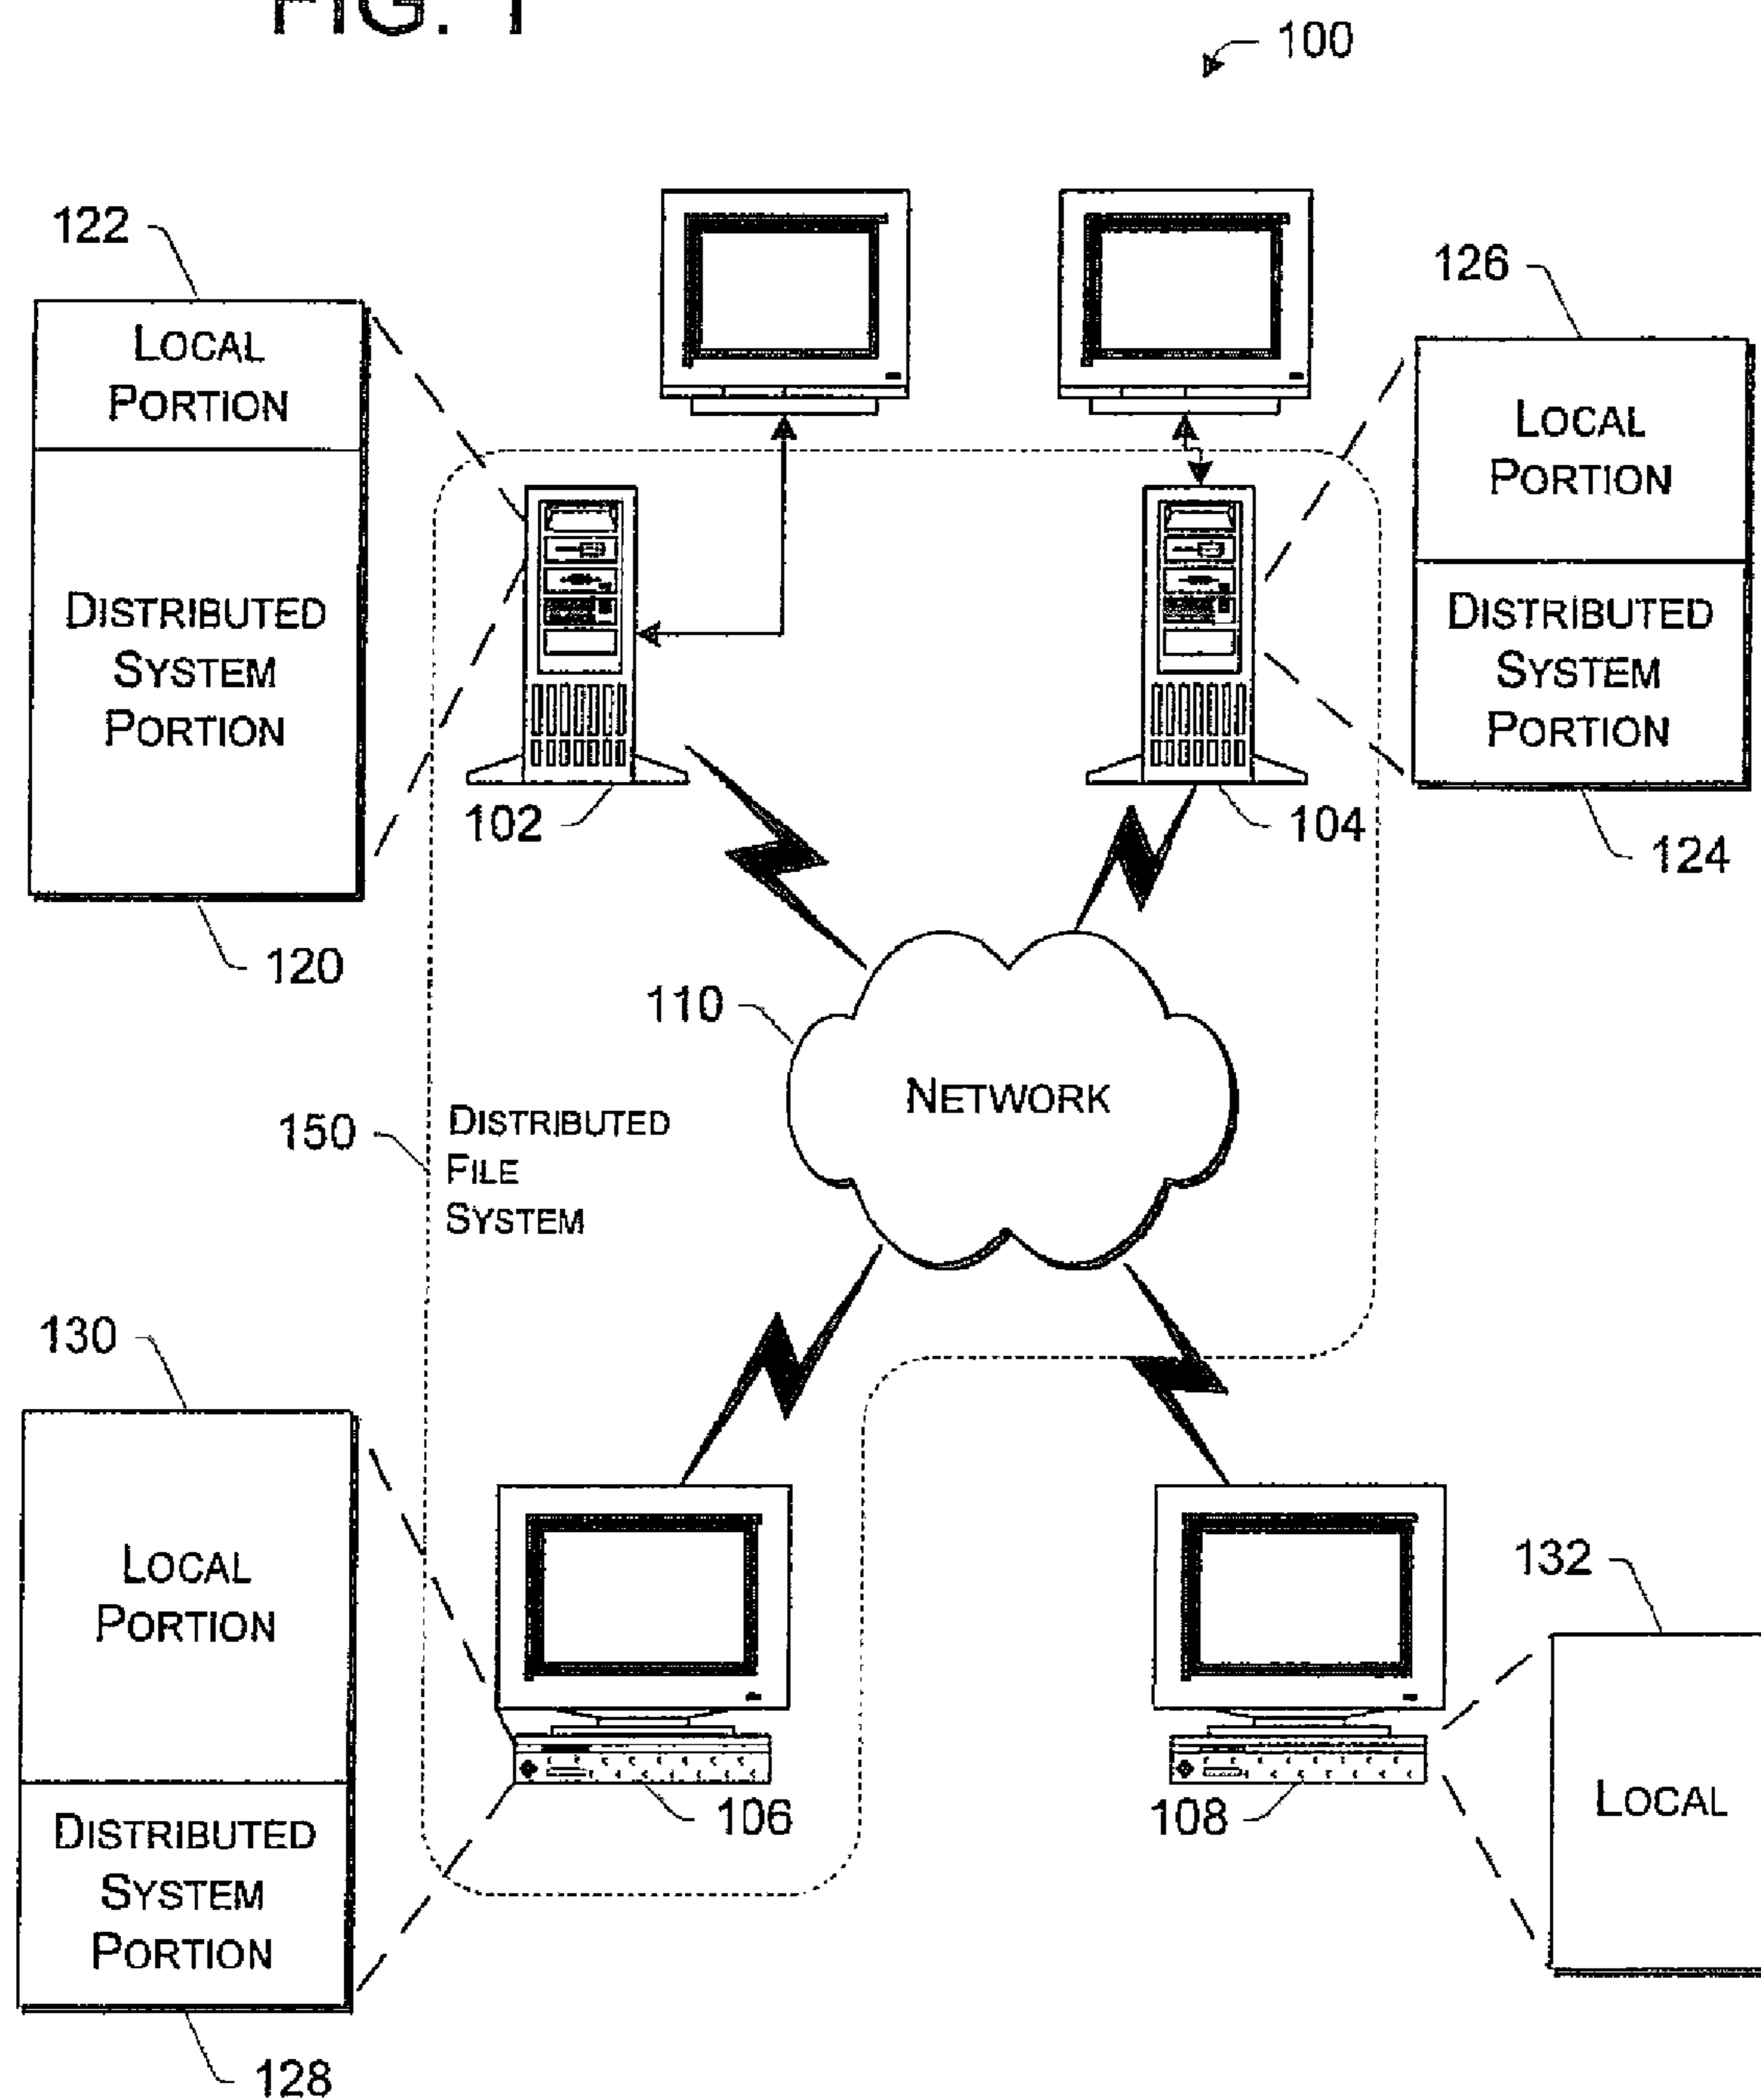 FIG. 1
100
122
126
LOCAL
PORTION
DISTRIBUTED
SYSTEM
PORTION
LOCAL
PORTION
DISTRIBUTED
SYSTEM
PORTION
102
104
124
120
110
NETWORK
150
DISTRIBUTED
FILE
SYSTEM
130
132
LOCAL
PORTION
DISTRIBUTED
SYSTEM
PORTION
106
108
LOCAL
128